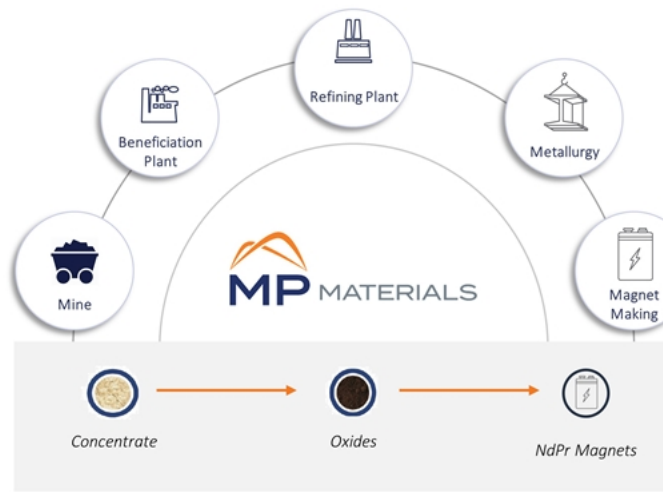 Refining Plant
Beneficiation
Plant
Metallurgy
Mine
MP MATERIALS
Magnet
Making
Concentrate
Oxides
NdPr Magnets